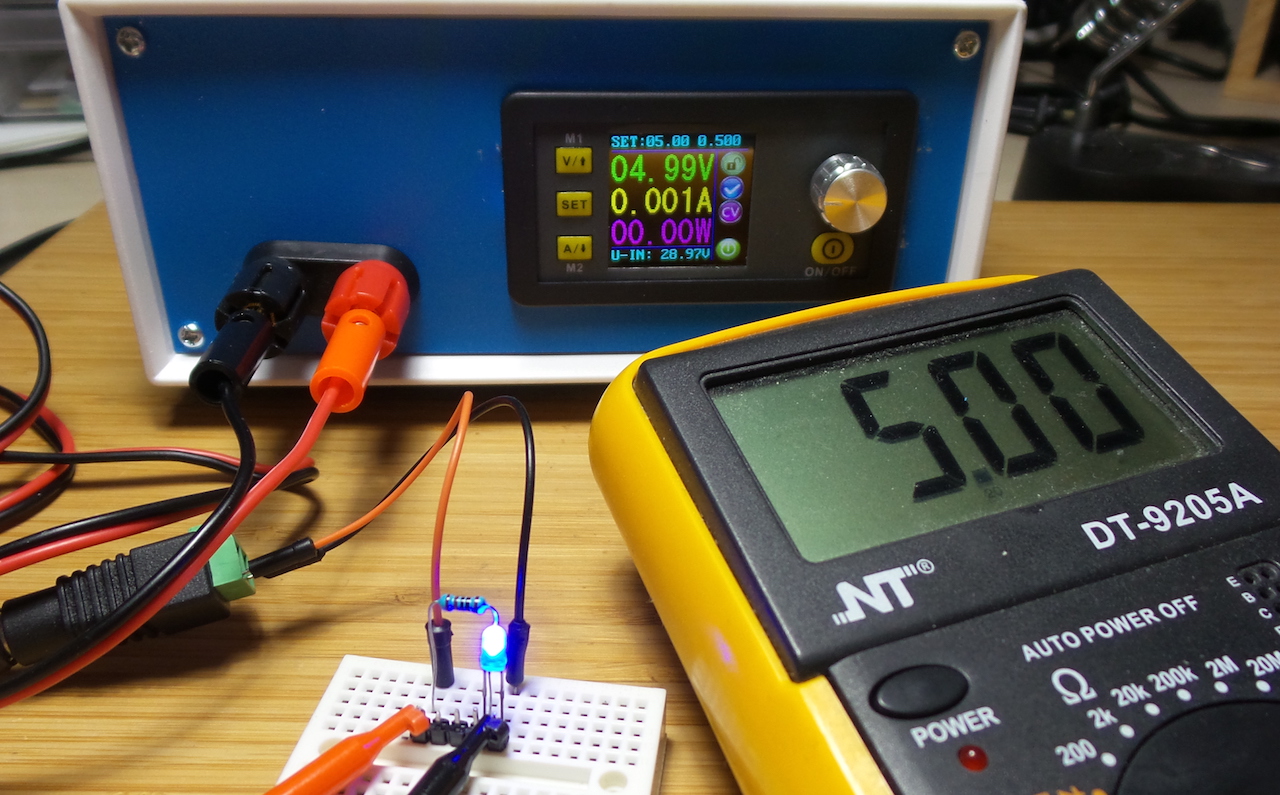 M1
V/⬆
SET
A/⬇
M2
SET:05.00 0.500
04.99V
0.001A
00.00W
U-IN: 28.97V
CV
ON/OFF
5.00
DT-9205A
„NT”®
AUTO POWER OFF
POWER
Ω
200
2k
20k
200k
2M
20M
E
B
C